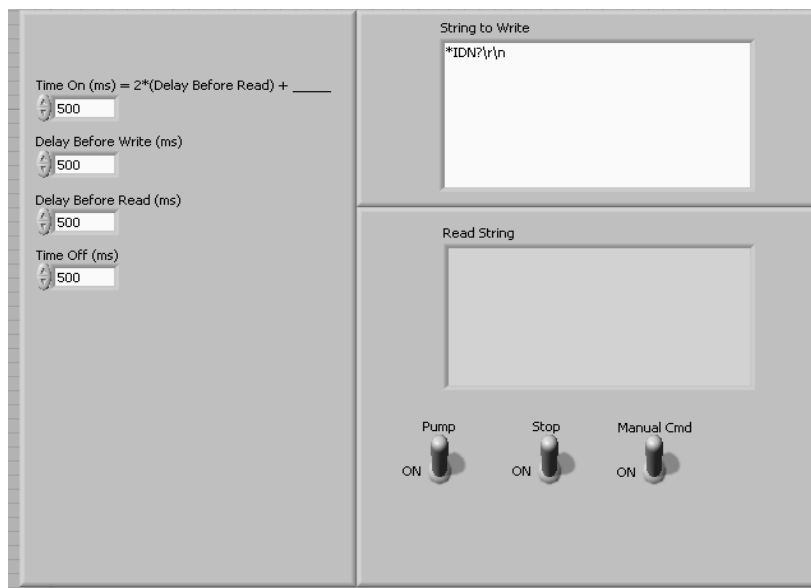 Time On (ms) = 2*(Delay Before Read) + _____
500
Delay Before Write (ms)
500
Delay Before Read (ms)
500
Time Off (ms)
500
String to Write
*IDN?\r\n
Read String
Pump
Stop
Manual Cmd
ON
ON
ON